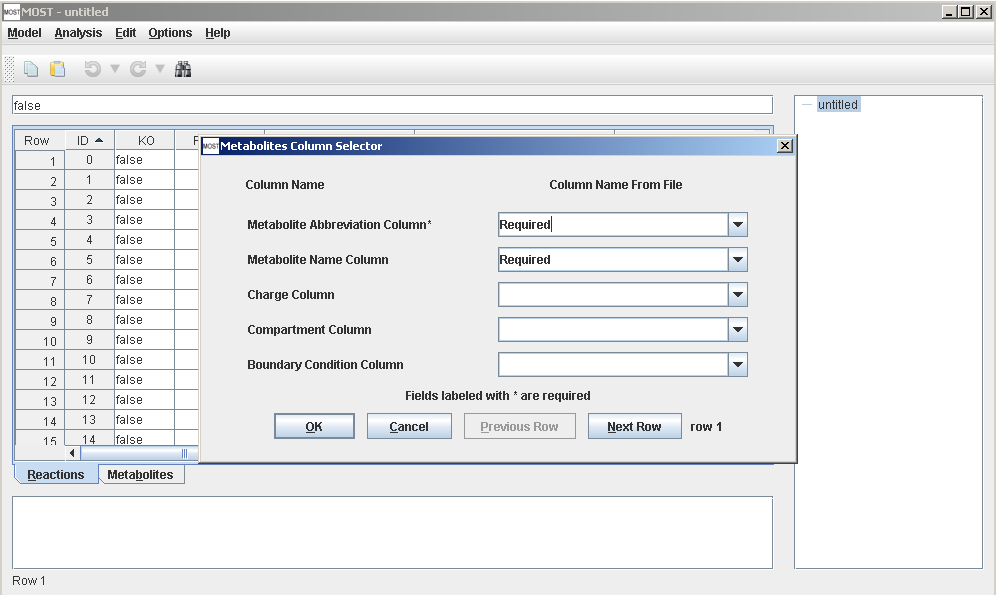 MOST MOST - untitled
Model Analysis Edit Options Help
false
untitled
Row ID KO F
1 0 false
2 1 false
3 2 false
4 3 false
5 4 false
6 5 false
7 6 false
8 7 false
9 8 false
10 9 false
11 10 false
12 11 false
13 12 false
14 13 false
15 14 false
MOST Metabolites Column Selector
Column Name Column Name From File
Metabolite Abbreviation Column* Required
Metabolite Name Column Required
Charge Column
Compartment Column
Boundary Condition Column
Fields labeled with * are required
OK Cancel Previous Row Next Row row 1
Reactions Metabolites
Row 1